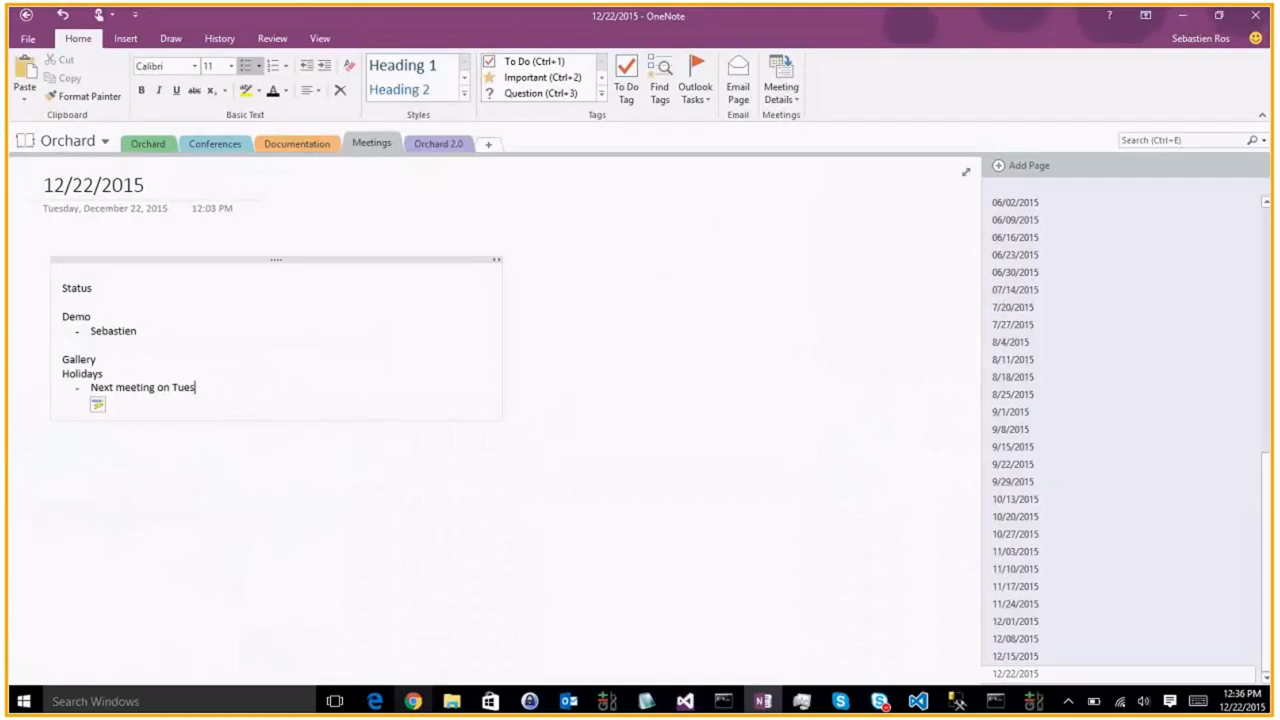 12/22/2015 - OneNote
?
File
Home
Insert
Draw
History
Review
View
Sebastien Ros
Paste
Cut
Copy
Format Painter
Clipboard
Calibri
11
B I U abc X₂ A
Basic Text
Heading 1
Heading 2
Styles
To Do (Ctrl+1)
Important (Ctrl+2)
? Question (Ctrl+3)
To Do Tag
Find Tags
Outlook Tasks
Tags
Email Page
Email
Meeting Details
Meetings
Orchard
Orchard
Conferences
Documentation
Meetings
Orchard 2.0
+
Search (Ctrl+E)
12/22/2015
Tuesday, December 22, 2015 12:03 PM
Status
Demo
- Sebastien
Gallery
Holidays
- Next meeting on Tues
Add Page
06/02/2015
06/09/2015
06/16/2015
06/23/2015
06/30/2015
07/14/2015
7/20/2015
7/27/2015
8/4/2015
8/11/2015
8/18/2015
8/25/2015
9/1/2015
9/8/2015
9/15/2015
9/22/2015
9/29/2015
10/13/2015
10/20/2015
10/27/2015
11/03/2015
11/10/2015
11/17/2015
11/24/2015
12/01/2015
12/08/2015
12/15/2015
12/22/2015
Search Windows
12:36 PM
12/22/2015